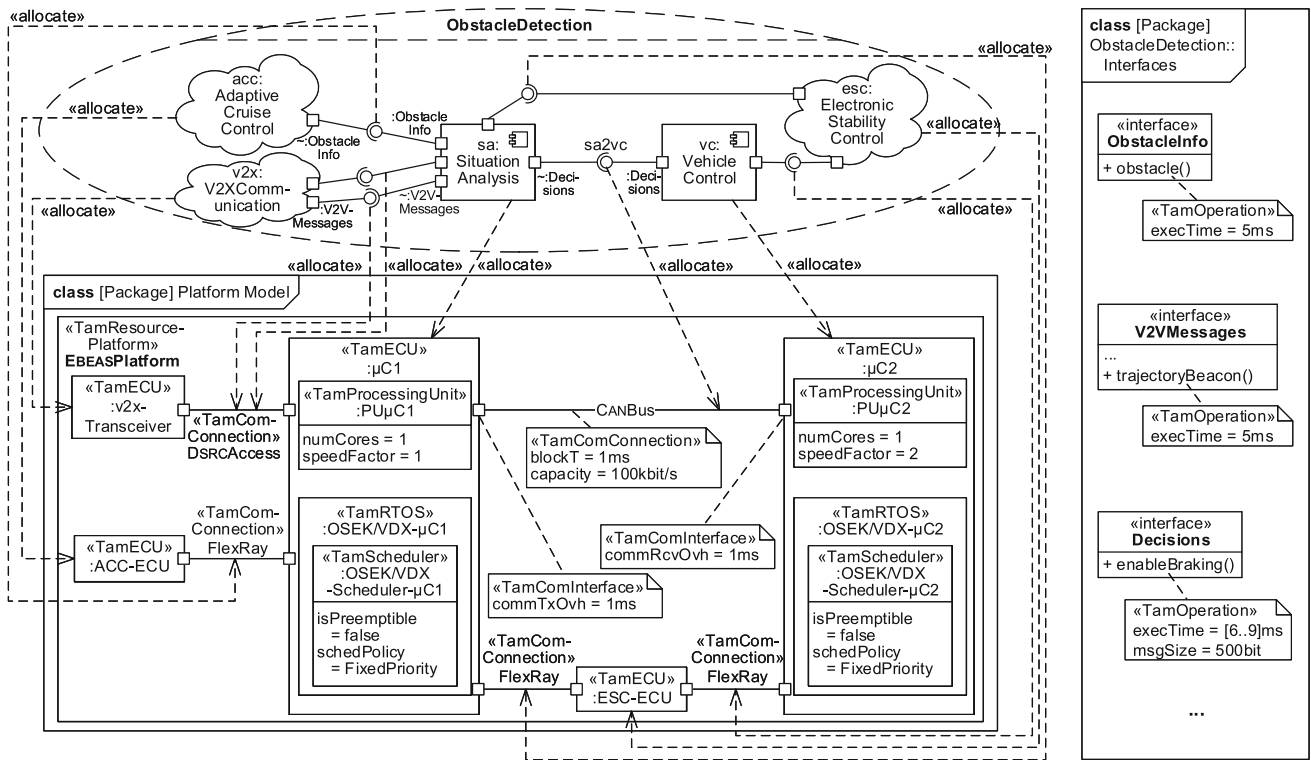 ObstacleDetection
«allocate»
«allocate»
acc:
Adaptive
Cruise
Control
«allocate»
~:Obstacle
Info
:Obstacle
Info
v2x:
V2XComm-
unication
«allocate»
:V2V-
Messages
~:V2V-
Messages
sa:
Situation
Analysis
~:Deci-
sions
sa2vc
:Deci-
sions
vc:
Vehicle
Control
esc:
Electronic
Stability
Control
«allocate»
«allocate»
«allocate»
«allocate»
«allocate»
«allocate»
«allocate»
class [Package] Platform Model
«TamResource-
Platform»
EBEASPlatform
«TamECU»
:v2x-
Transceiver
«TamCom-
Connection»
DSRCAccess
«TamECU»
:ACC-ECU
«TamCom-
Connection»
FlexRay
«TamECU»
:µC1
«TamProcessingUnit»
:PUµC1
numCores = 1
speedFactor = 1
«TamRTOS»
:OSEK/VDX-µC1
«TamScheduler»
:OSEK/VDX
-Scheduler-µC1
isPreemptible
= false
schedPolicy
= FixedPriority
CANBus
«TamComConnection»
blockT = 1ms
capacity = 100kbit/s
«TamComInterface»
commRcvOvh = 1ms
«TamComInterface»
commTxOvh = 1ms
«TamCom-
Connection»
FlexRay
«TamECU»
:ESC-ECU
«TamCom-
Connection»
FlexRay
«TamECU»
:µC2
«TamProcessingUnit»
:PUµC2
numCores = 1
speedFactor = 2
«TamRTOS»
:OSEK/VDX-µC2
«TamScheduler»
:OSEK/VDX
-Scheduler-µC2
isPreemptible
= false
schedPolicy
= FixedPriority
class [Package]
ObstacleDetection::
Interfaces
«interface»
ObstacleInfo
+ obstacle()
«TamOperation»
execTime = 5ms
«interface»
V2VMessages
...
+ trajectoryBeacon()
«TamOperation»
execTime = 5ms
«interface»
Decisions
+ enableBraking()
«TamOperation»
execTime = [6..9]ms
msgSize = 500bit
...